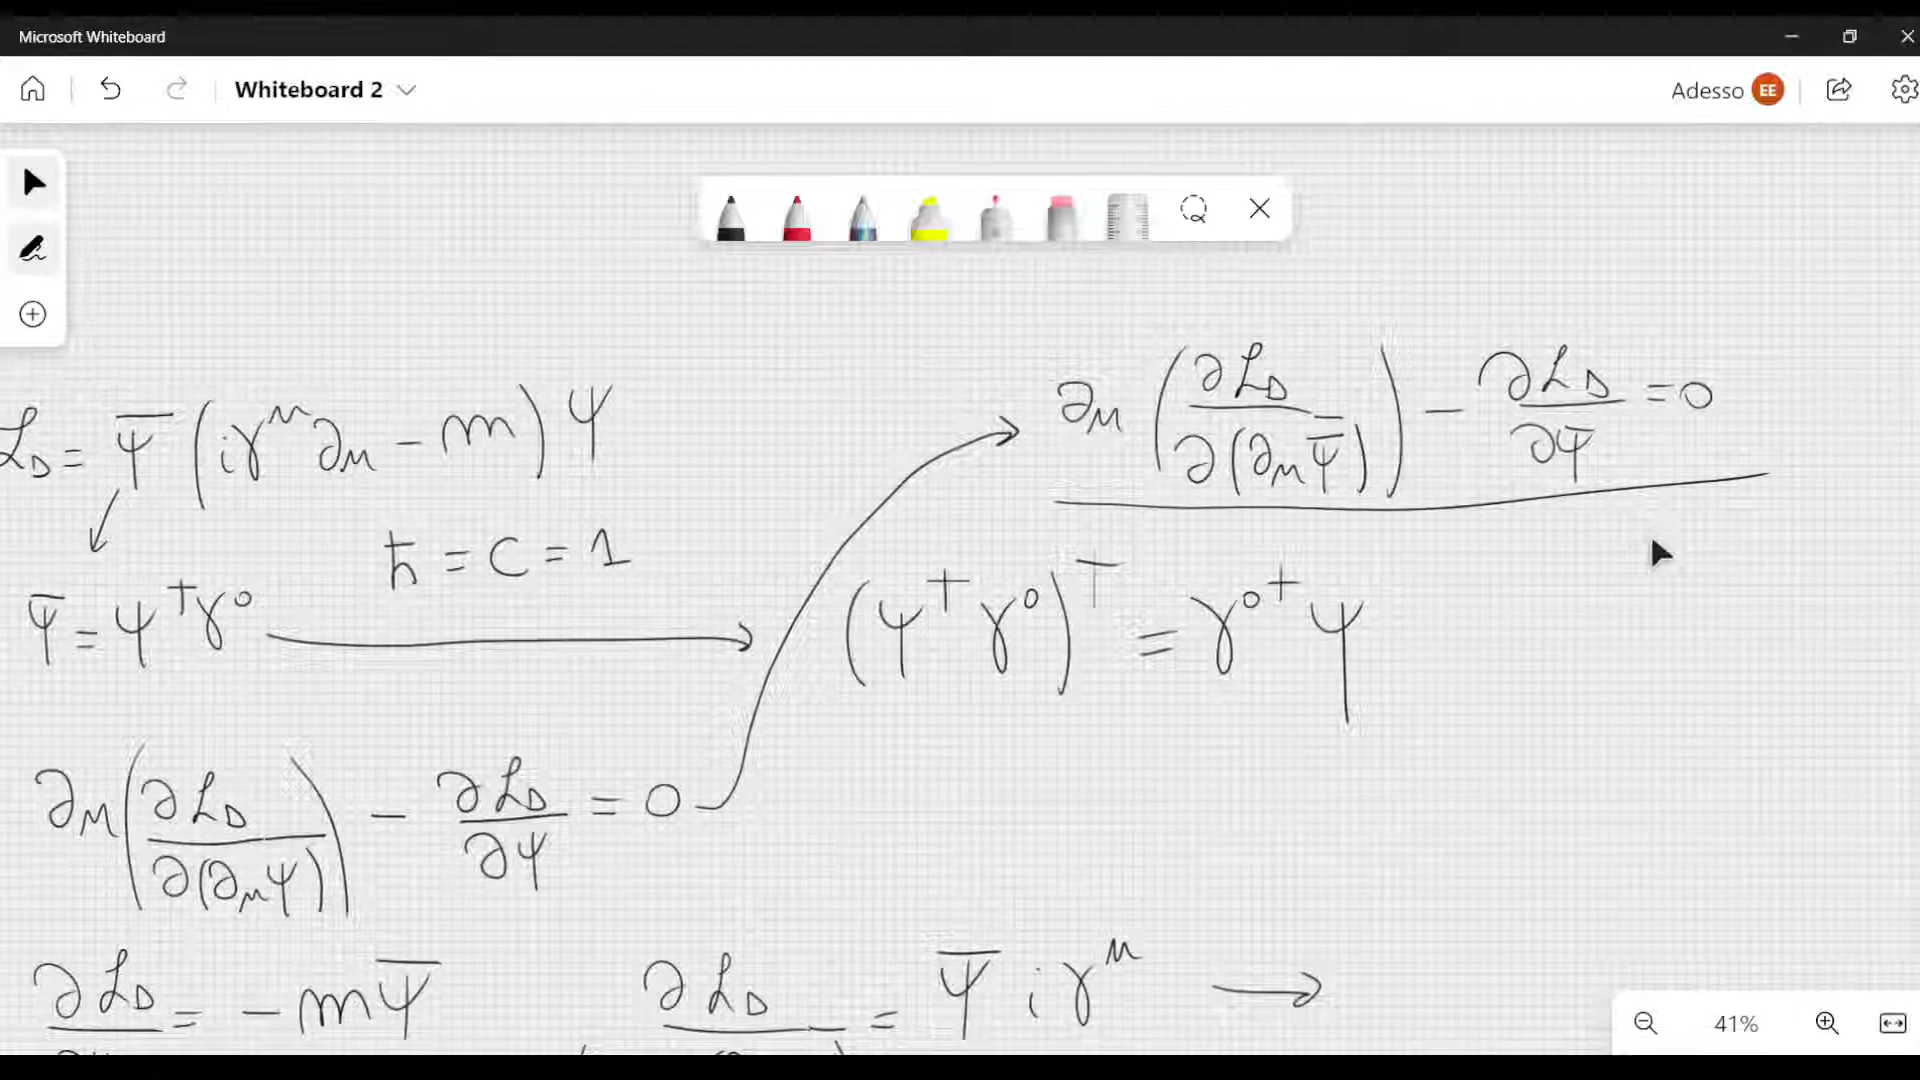 Microsoft Whiteboard
Whiteboard 2
Adesso EE
ℒ_D = ψ̄ (iγ^μ ∂_μ − m) ψ
∂_μ (∂ℒ_D / ∂(∂_μ ψ̄)) − ∂ℒ_D / ∂ψ̄ = 0
ħ = c = 1
ψ̄ = ψ^† γ^0 → (ψ^† γ^0)^† = γ^0† ψ
∂_μ (∂ℒ_D / ∂(∂_μ ψ)) − ∂ℒ_D / ∂ψ = 0
∂ℒ_D = − m ψ̄
∂ℒ_D = ψ̄ i γ^μ →
41%